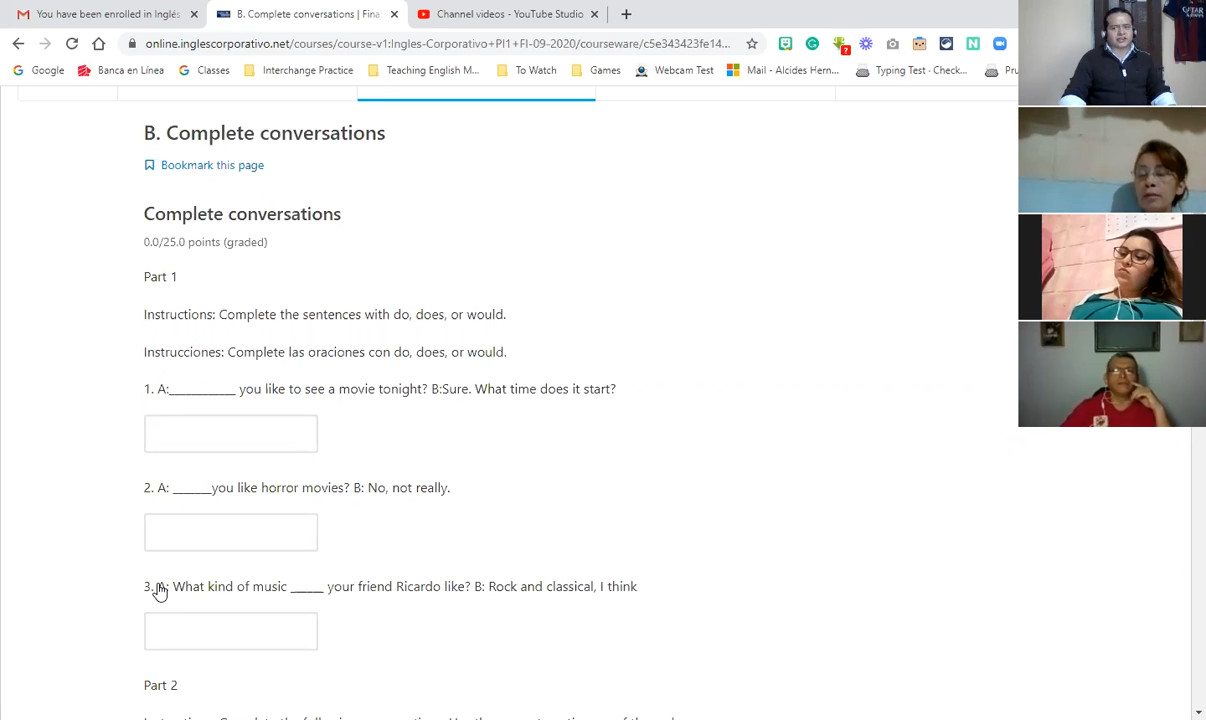 You have been enrolled in Inglés
B. Complete conversations | Fina
Channel videos - YouTube Studio
online.inglescorporativo.net/courses/course-v1:Ingles-Corporativo+PI1+FI-09-2020/courseware/c5e343423fe14...
Google
Banca en Línea
Classes
Interchange Practice
Teaching English M...
To Watch
Games
Webcam Test
Mail - Alcides Hern...
Typing Test · Check...
Pru
B. Complete conversations
Bookmark this page
Complete conversations
0.0/25.0 points (graded)
Part 1
Instructions: Complete the sentences with do, does, or would.
Instrucciones: Complete las oraciones con do, does, or would.
1. A:___________ you like to see a movie tonight? B:Sure. What time does it start?
2. A: ______you like horror movies? B: No, not really.
3. A: What kind of music _____ your friend Ricardo like? B: Rock and classical, I think
Part 2